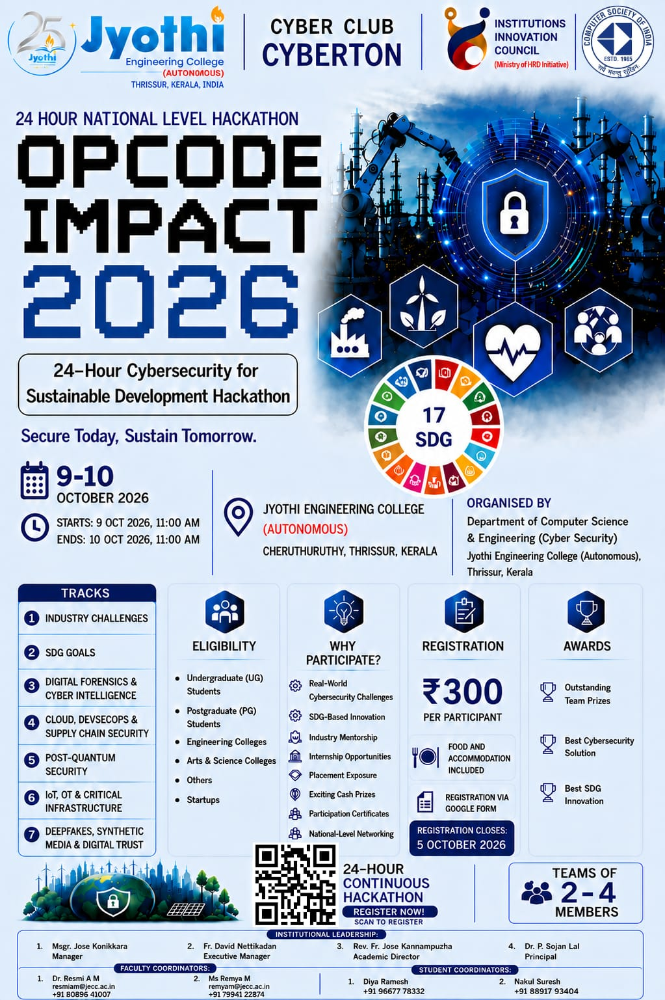 25
Jyothi
Jyothi
Engineering College
(AUTONOMOUS)
THRISSUR, KERALA, INDIA
CYBER CLUB
CYBERTON
INSTITUTIONS
INNOVATION
COUNCIL
(Ministry of HRD Initiative)
COMPUTER SOCIETY OF INDIA
ESTD. 1965
सर्वे भवन्तु सुखिनः
24 HOUR NATIONAL LEVEL HACKATHON
OPCODE
IMPACT
2026
24-Hour Cybersecurity for
Sustainable Development Hackathon
Secure Today, Sustain Tomorrow.
17
SDG
9-10
OCTOBER 2026
STARTS: 9 OCT 2026, 11:00 AM
ENDS: 10 OCT 2026, 11:00 AM
JYOTHI ENGINEERING COLLEGE
(AUTONOMOUS)
CHERUTHURUTHY, THRISSUR, KERALA
ORGANISED BY
Department of Computer Science
& Engineering (Cyber Security)
Jyothi Engineering College (Autonomous),
Thrissur, Kerala
TRACKS
1 INDUSTRY CHALLENGES
2 SDG GOALS
3 DIGITAL FORENSICS &
CYBER INTELLIGENCE
4 CLOUD, DEVSECOPS &
SUPPLY CHAIN SECURITY
5 POST-QUANTUM
SECURITY
6 IoT, OT & CRITICAL
INFRASTRUCTURE
7 DEEPFAKES, SYNTHETIC
MEDIA & DIGITAL TRUST
ELIGIBILITY
• Undergraduate (UG)
Students
• Postgraduate (PG)
Students
• Engineering Colleges
• Arts & Science Colleges
• Others
• Startups
WHY
PARTICIPATE?
Real-World
Cybersecurity Challenges
SDG-Based Innovation
Industry Mentorship
Internship Opportunities
Placement Exposure
Exciting Cash Prizes
Participation Certificates
National-Level Networking
REGISTRATION
₹300
PER PARTICIPANT
FOOD AND
ACCOMMODATION
INCLUDED
REGISTRATION VIA
GOOGLE FORM
REGISTRATION CLOSES:
5 OCTOBER 2026
AWARDS
Outstanding
Team Prizes
Best Cybersecurity
Solution
Best SDG
Innovation
24-HOUR
CONTINUOUS
HACKATHON
REGISTER NOW!
SCAN TO REGISTER
TEAMS OF
2-4
MEMBERS
INSTITUTIONAL LEADERSHIP:
1. Msgr. Jose Konikkara
Manager
2. Fr. David Nettikadan
Executive Manager
3. Rev. Fr. Jose Kannampuzha
Academic Director
4. Dr. P. Sojan Lal
Principal
FACULTY COORDINATORS:
1. Dr. Resmi A M
resmiam@jecc.ac.in
+91 80896 41007
2. Ms Remya M
remyam@jecc.ac.in
+91 79941 22874
STUDENT COORDINATORS:
1. Diya Ramesh
+91 96677 78332
2. Nakul Suresh
+91 88917 93404